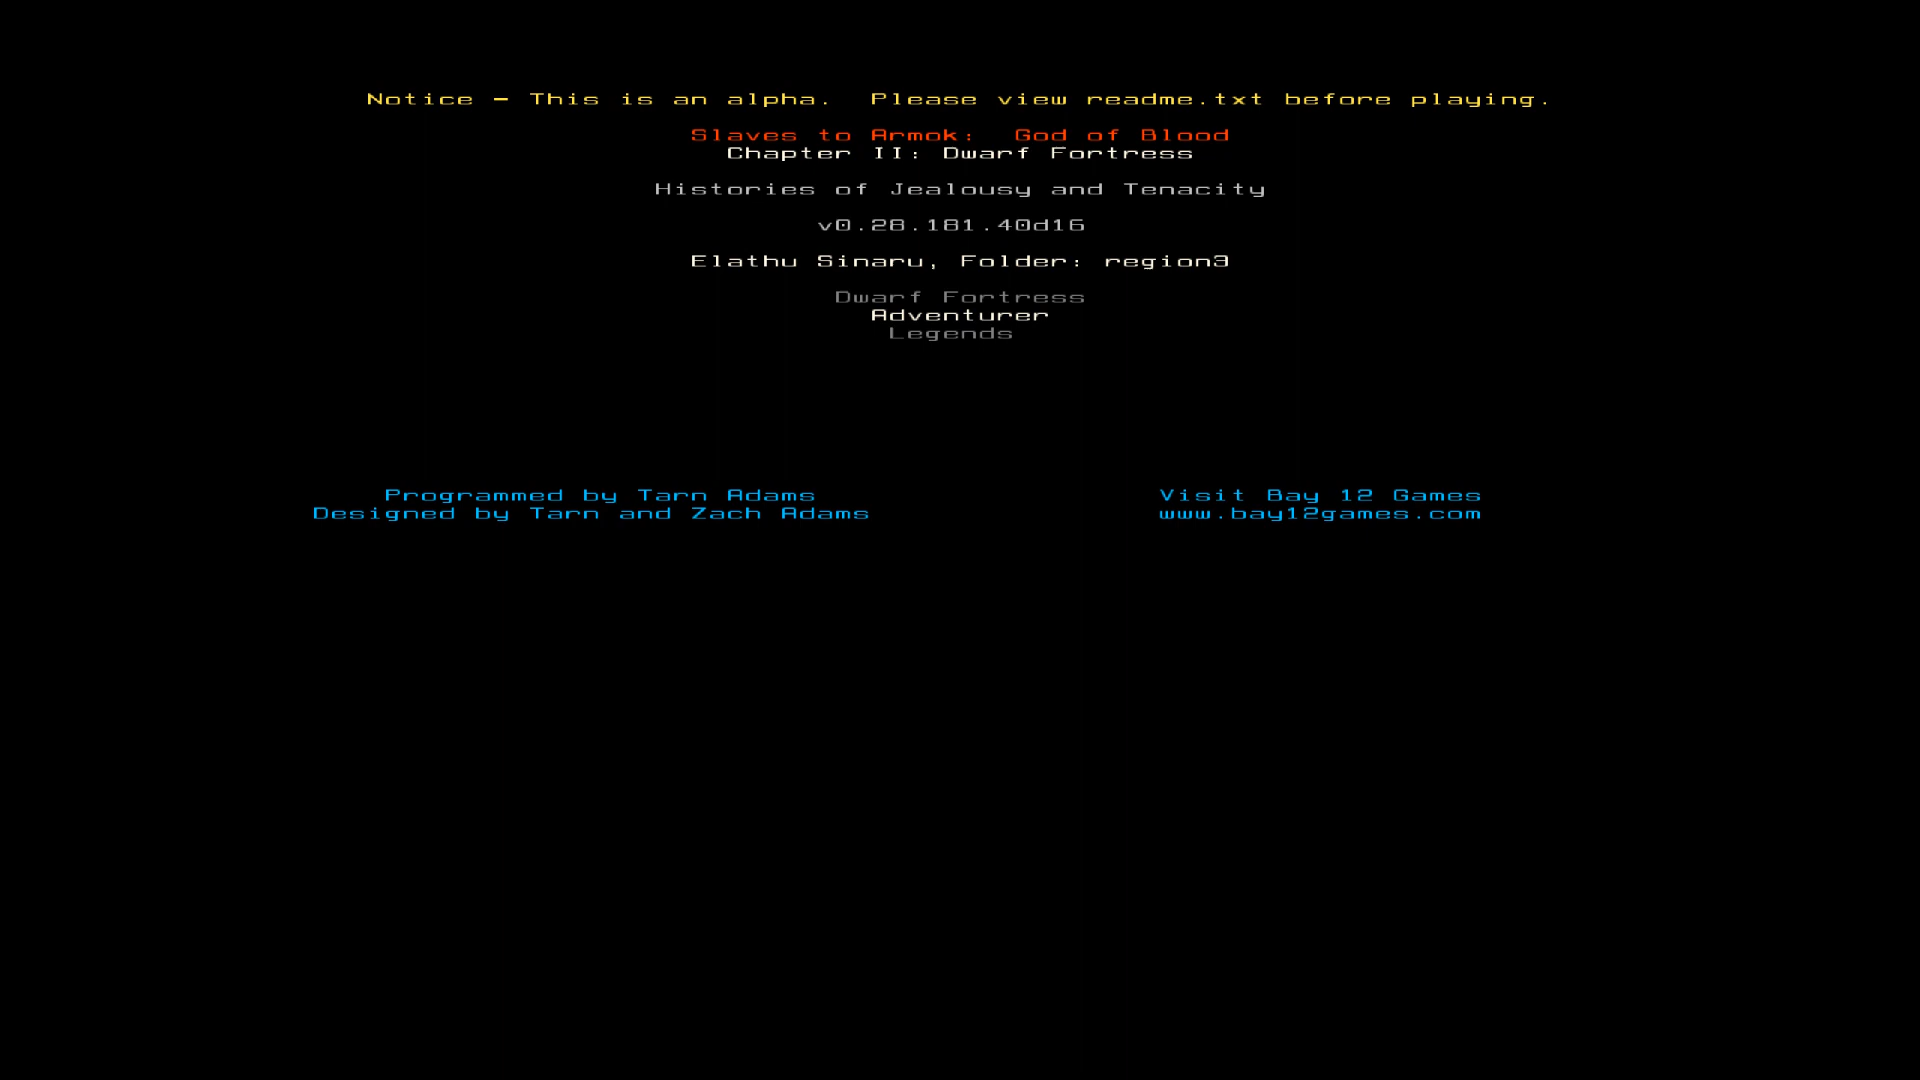 Notice - This is an alpha.  Please view readme.txt before playing.
Slaves to Armok:  God of Blood
Chapter II: Dwarf Fortress
Histories of Jealousy and Tenacity
v0.28.181.40d16
Elathu Sinaru, Folder: region3
Dwarf Fortress
Adventurer
Legends
Programmed by Tarn Adams
Designed by Tarn and Zach Adams
Visit Bay 12 Games
www.bay12games.com